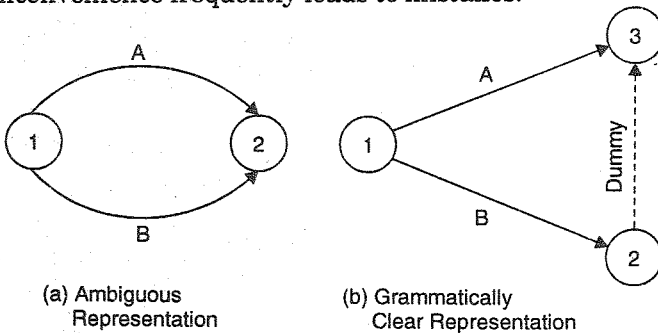 A
1
2
B
(a) Ambiguous
Representation
3
A
1
Dummy
B
2
(b) Grammatically
Clear Representation